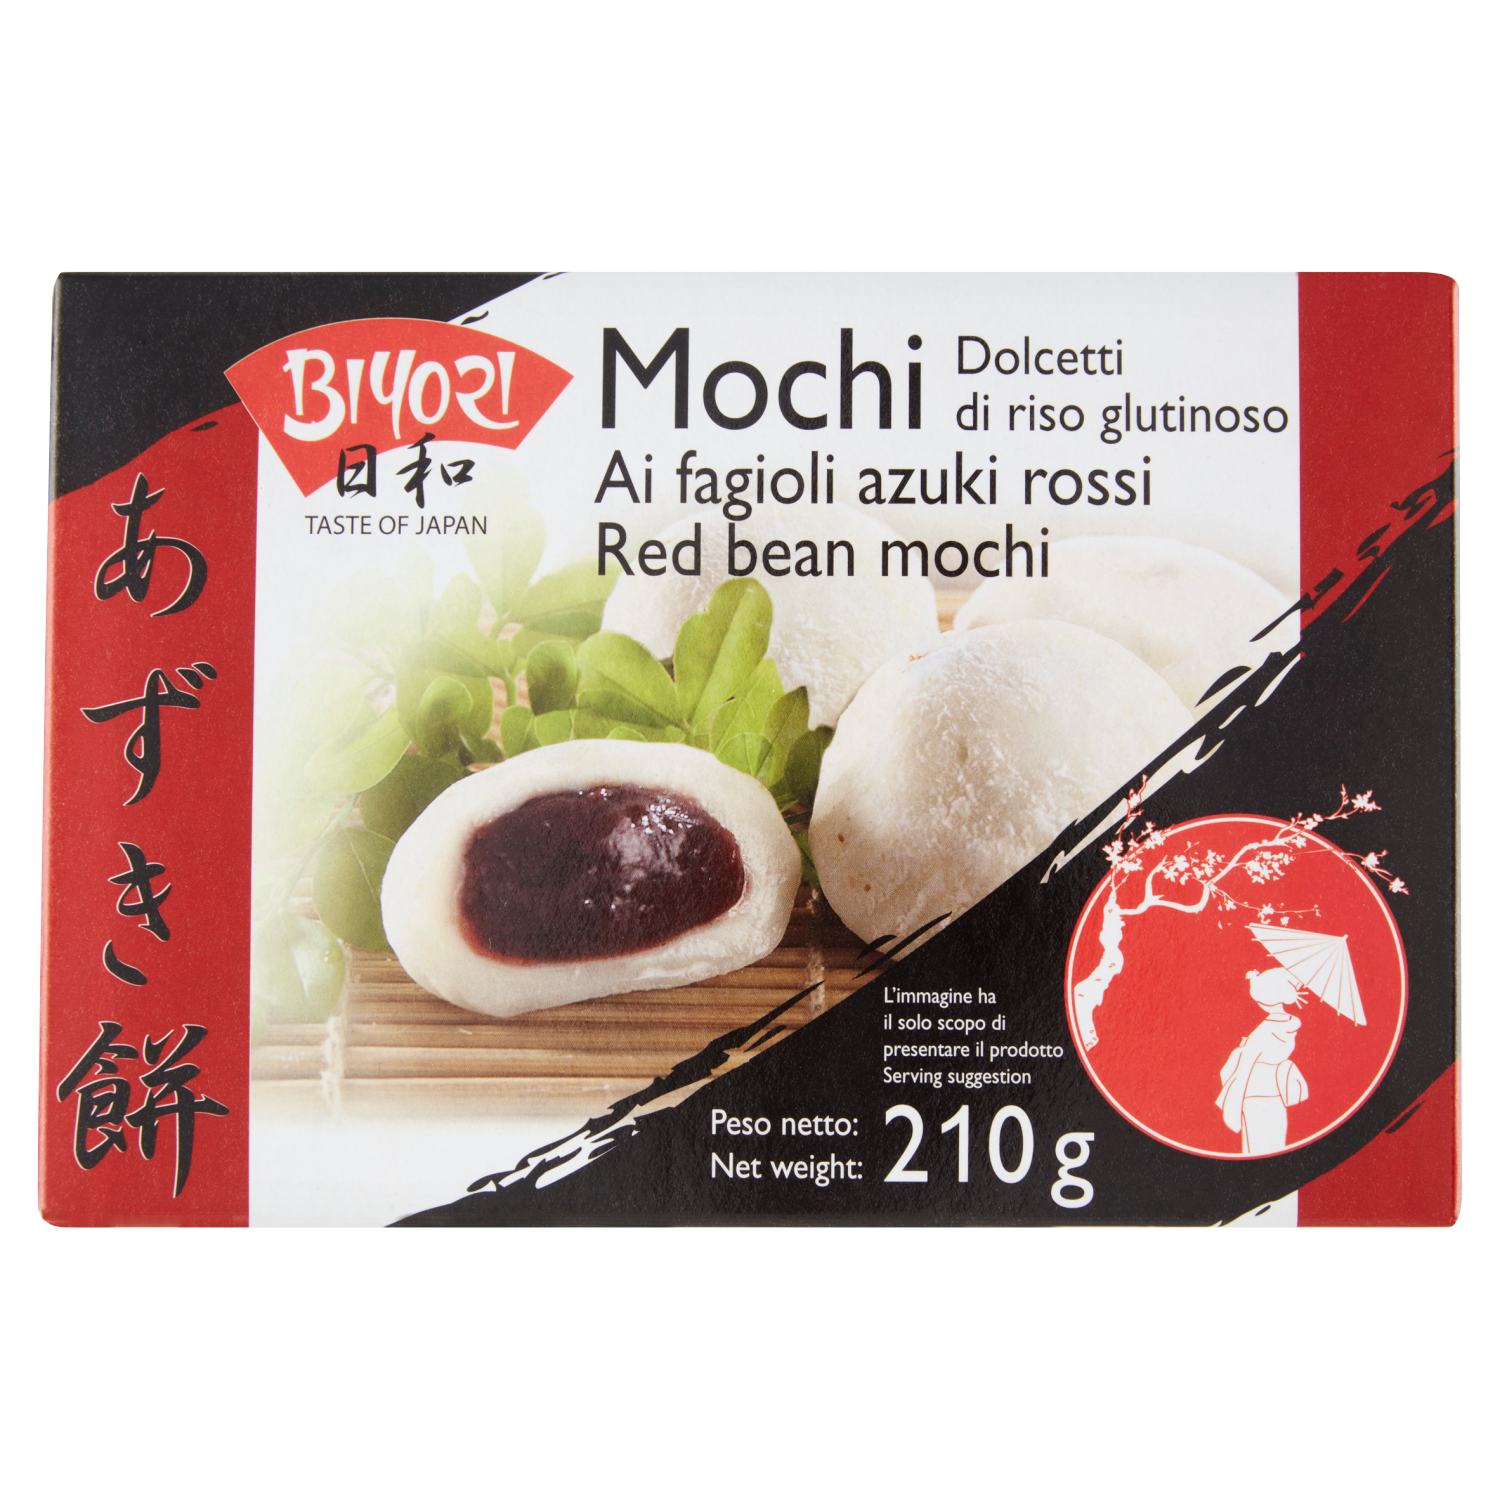 BIYORI
日和
TASTE OF JAPAN
Mochi
Dolcetti
di riso glutinoso
Ai fagioli azuki rossi
Red bean mochi
あずき餅
L'immagine ha
il solo scopo di
presentare il prodotto
Serving suggestion
Peso netto:
Net weight:
210 g